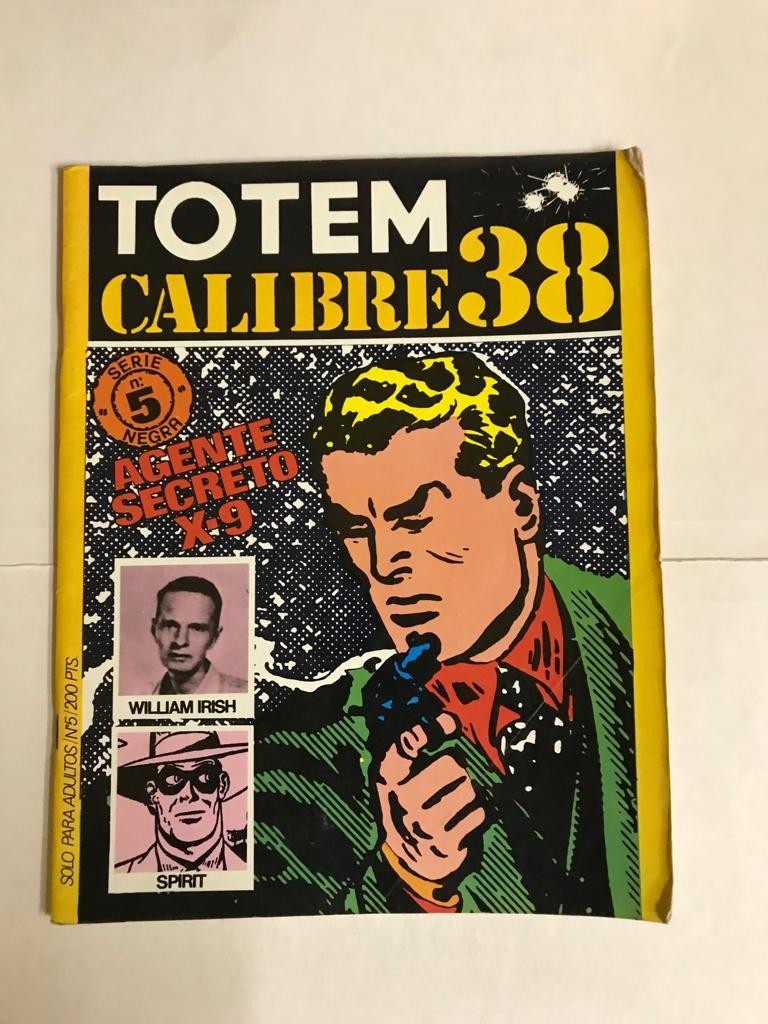 TOTEM
CALIBRE 38
SERIE
nº:
"5"
NEGRA
AGENTE
SECRETO
X-9
WILLIAM IRISH
SPIRIT
SOLO PARA ADULTOS/Nº5/200 PTS.